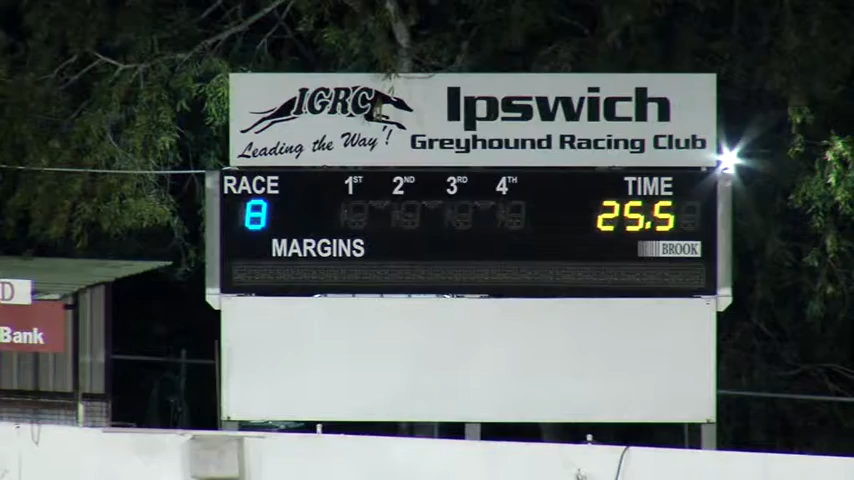 IGRC
Leading the Way!
Ipswich
Greyhound Racing Club
RACE 1ST 2ND 3RD 4TH TIME
8 25.5
MARGINS BROOK
D
Bank